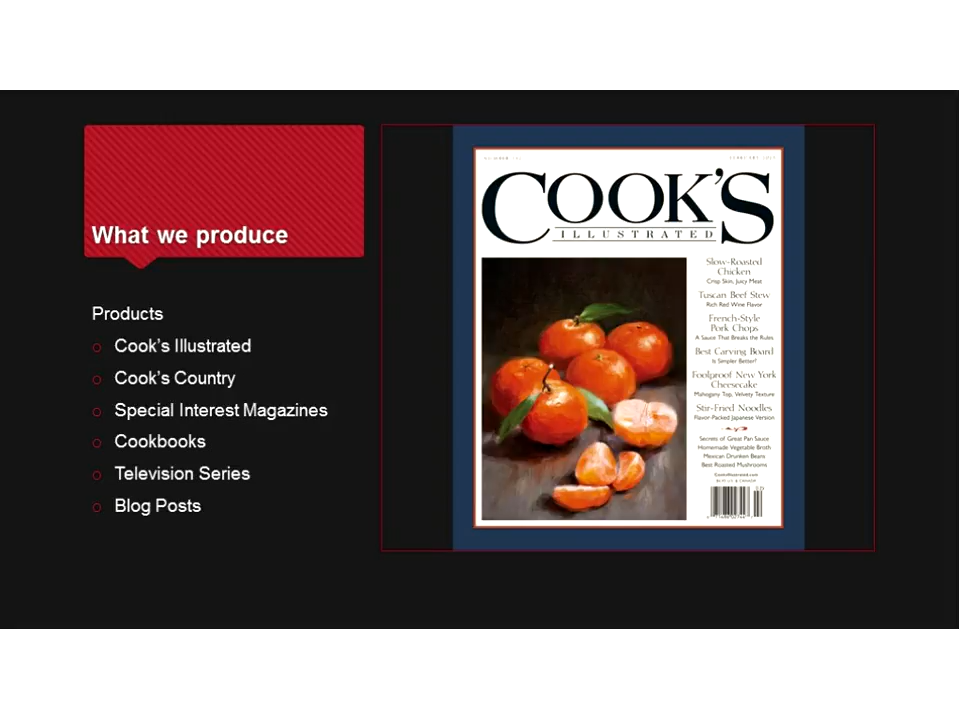 What we produce
Products
Cook's Illustrated
Cook's Country
Special Interest Magazines
Cookbooks
Television Series
Blog Posts
COOK'S
ILLUSTRATED
Slow-Roasted
Chicken
Crisp Skin, Juicy Meat
Tuscan Beef Stew
Rich Red Wine Flavor
French-Style
Pork Chops
A Sauce That Breaks the Rules
Best Carving Board
Is Simpler Better?
Foolproof New York
Cheesecake
Mahogany Top, Velvety Texture
Stir-Fried Noodles
Flavor-Packed Japanese Version
Secrets of Great Pan Sauce
Homemade Vegetable Broth
Mexican Drunken Beans
Best Roasted Mushrooms
CooksIllustrated.com